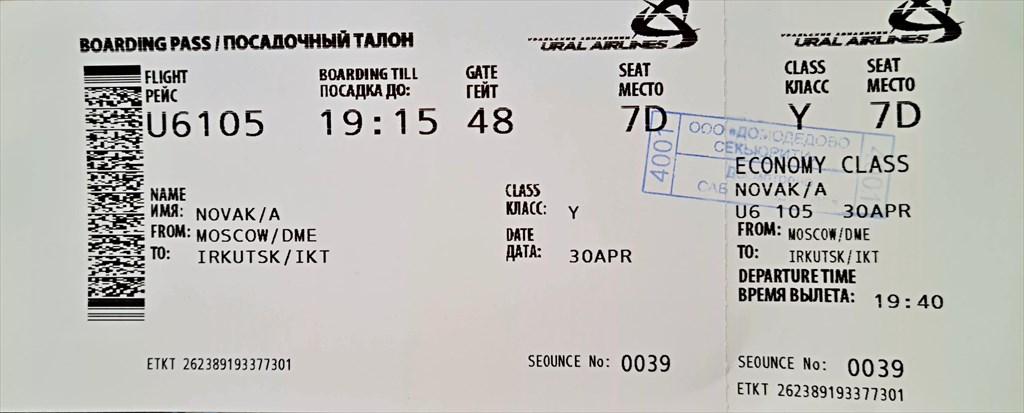 BOARDING PASS / ПОСАДОЧНЫЙ ТАЛОН
URAL AIRLINES
FLIGHT
РЕЙС
U6105
BOARDING TILL
ПОСАДКА ДО:
19:15
GATE
ГЕЙТ
48
SEAT
МЕСТО
7D
NAME
ИМЯ: NOVAK/A
FROM: MOSCOW/DME
TO: IRKUTSK/IKT
CLASS
КЛАСС: Y
DATE
ДАТА: 30APR
ETKT 262389193377301
SEOUNCE No: 0039
URAL AIRLINES
CLASS
КЛАСС
Y
SEAT
МЕСТО
7D
4001
ООО «ДОМОДЕДОВО
СЕКЬЮРИТИ
САБ
ECONOMY CLASS
NOVAK/A
U6 105 30APR
FROM: MOSCOW/DME
TO: IRKUTSK/IKT
DEPARTURE TIME
ВРЕМЯ ВЫЛЕТА: 19:40
SEOUNCE No: 0039
ETKT 262389193377301